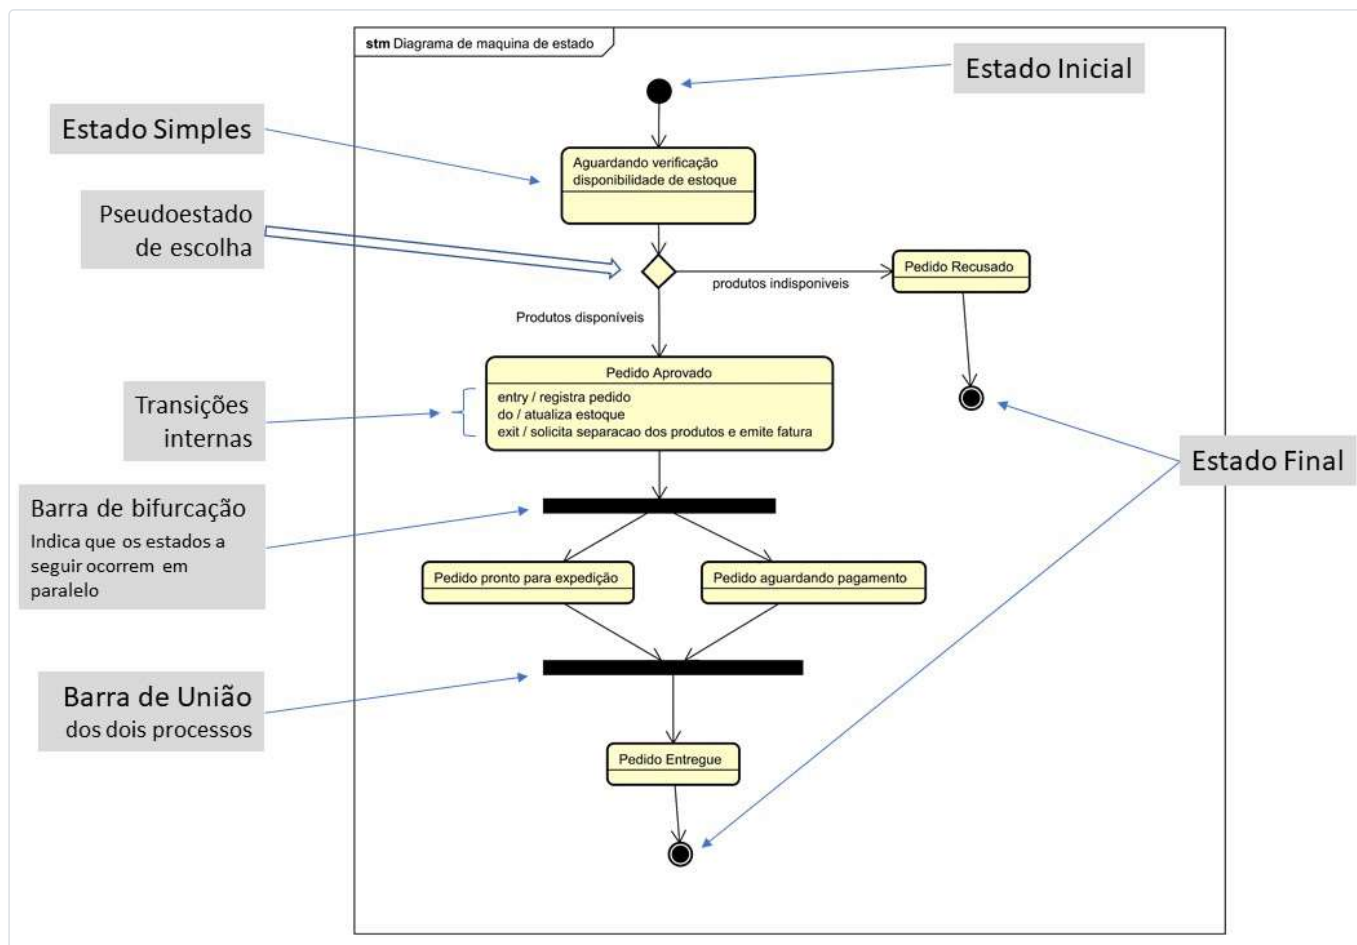 stm Diagrama de maquina de estado
Estado Inicial
Estado Simples
Aguardando verificação
disponibilidade de estoque
Pseudoestado
de escolha
Pedido Recusado
produtos indisponiveis
Produtos disponíveis
Pedido Aprovado
entry / registra pedido
do / atualiza estoque
exit / solicita separacao dos produtos e emite fatura
Transições
internas
Estado Final
Barra de bifurcação
Indica que os estados a
seguir ocorrem em
paralelo
Pedido pronto para expedição
Pedido aguardando pagamento
Barra de União
dos dois processos
Pedido Entregue